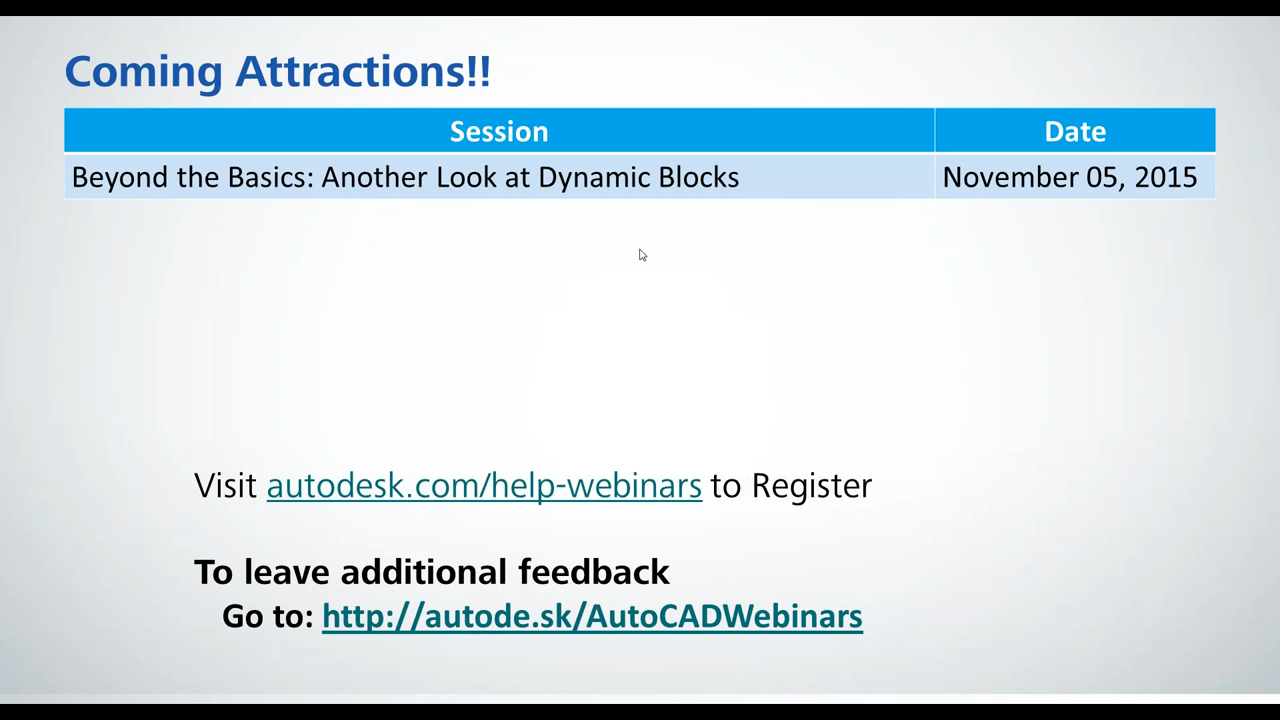 Coming Attractions!!
Session Date
Beyond the Basics: Another Look at Dynamic Blocks November 05, 2015
Visit autodesk.com/help-webinars to Register
To leave additional feedback
Go to: http://autode.sk/AutoCADWebinars